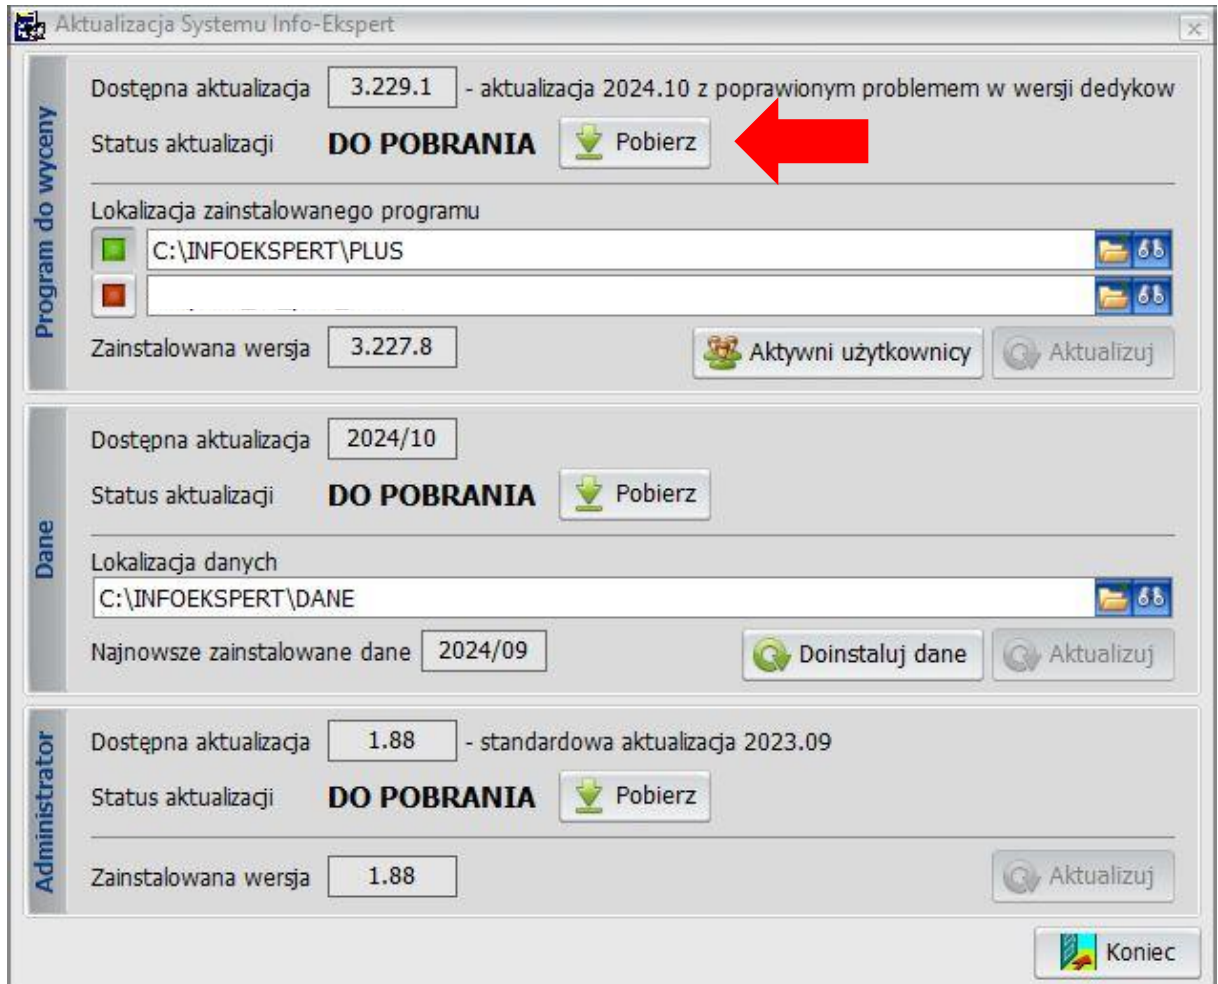 Aktualizacja Systemu Info-Ekspert
Program do wyceny
Dostępna aktualizacja 3.229.1 - aktualizacja 2024.10 z poprawionym problemem w wersji dedykow
Status aktualizacji DO POBRANIA Pobierz
Lokalizacja zainstalowanego programu
C:\INFOEKSPERT\PLUS
Zainstalowana wersja 3.227.8 Aktywni użytkownicy Aktualizuj
Dane
Dostępna aktualizacja 2024/10
Status aktualizacji DO POBRANIA Pobierz
Lokalizacja danych
C:\INFOEKSPERT\DANE
Najnowsze zainstalowane dane 2024/09 Doinstaluj dane Aktualizuj
Administrator
Dostępna aktualizacja 1.88 - standardowa aktualizacja 2023.09
Status aktualizacji DO POBRANIA Pobierz
Zainstalowana wersja 1.88 Aktualizuj
Koniec